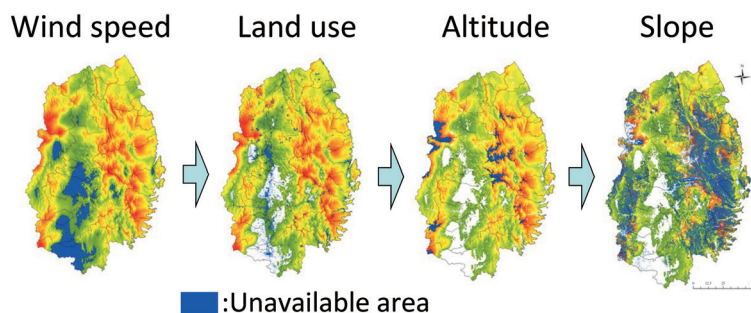 Wind speed
Land use
Altitude
Slope
:Unavailable area